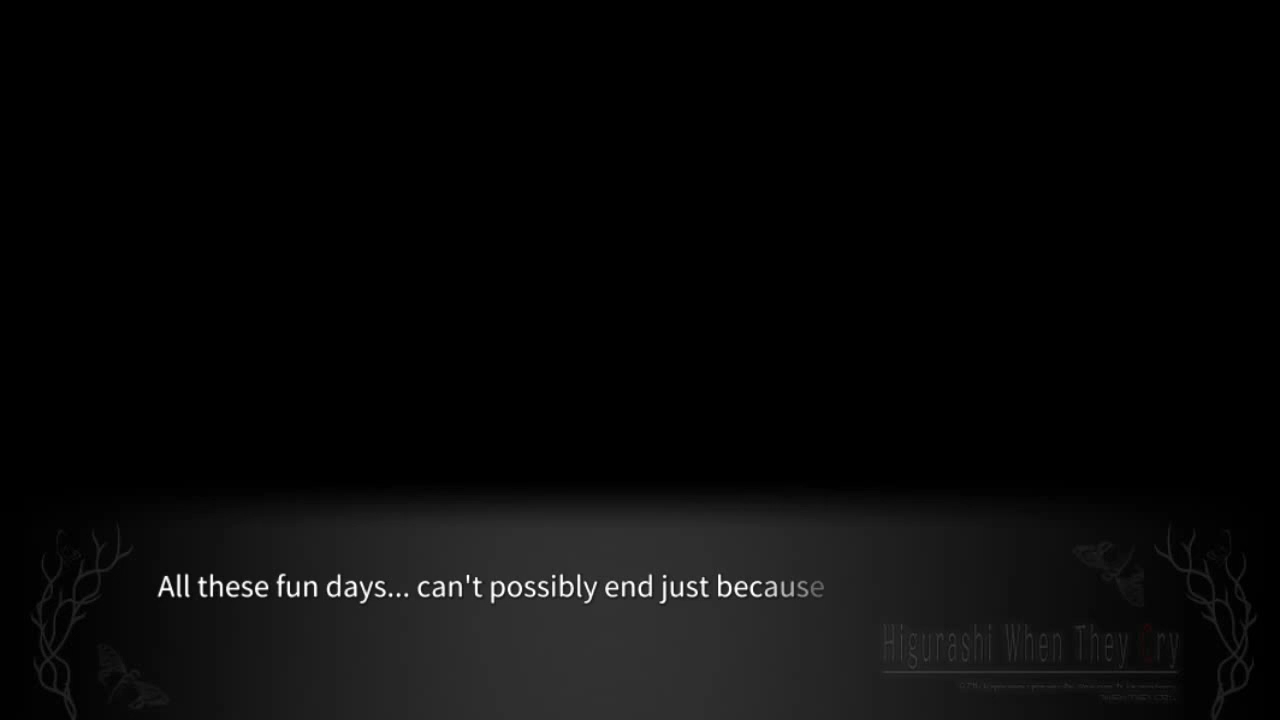 All these fun days... can't possibly end just because
Higurashi When They Cry